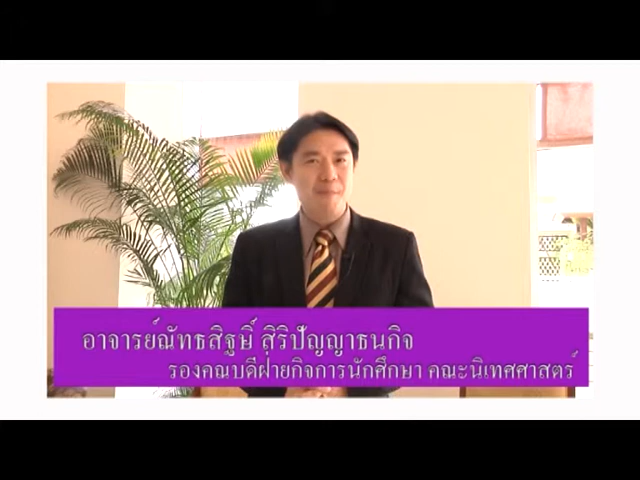 อาจารย์ณัทธสิฐษิ์ สิริปัญญาธนกิจ
รองคณบดีฝ่ายกิจการนักศึกษา คณะนิเทศศาสตร์